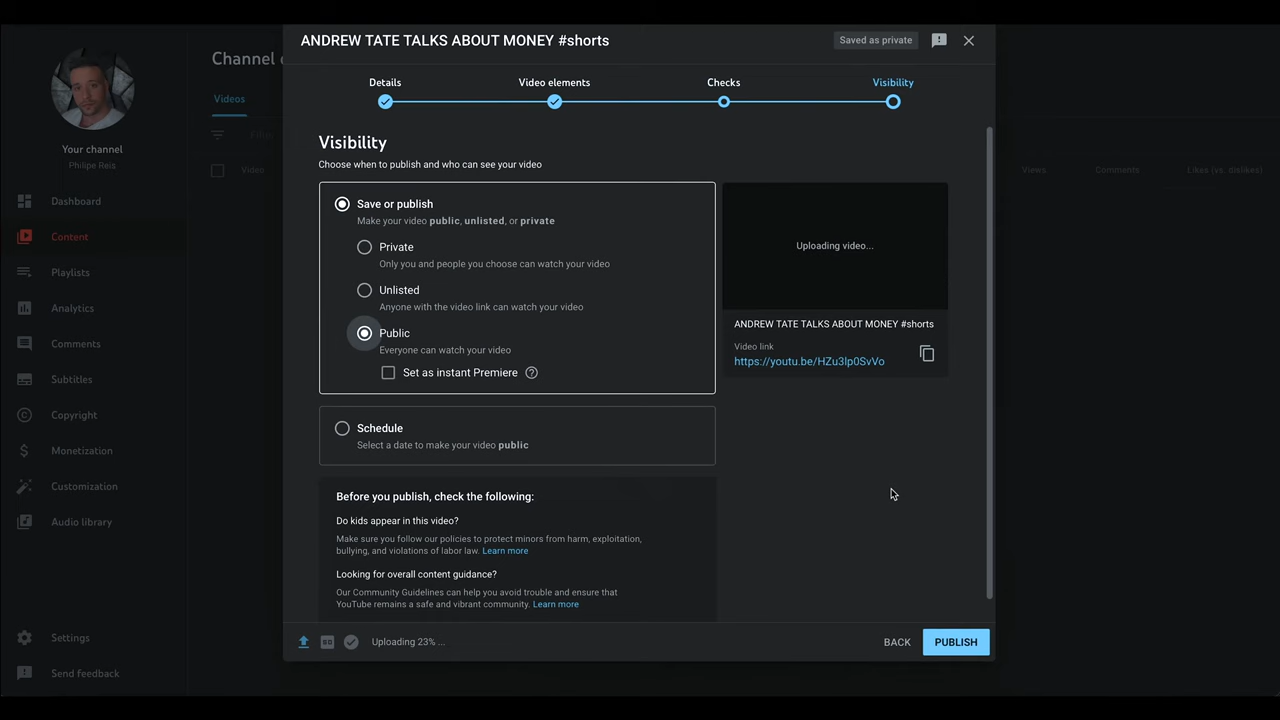 ANDREW TATE TALKS ABOUT MONEY #shorts
Saved as private
Details
Video elements
Checks
Visibility
Channel
Videos
Your channel
Philipe Reis
Dashboard
Content
Playlists
Analytics
Comments
Subtitles
Copyright
Monetization
Customization
Audio library
Settings
Send feedback
Video
Views
Comments
Likes (vs. dislikes)
Visibility
Choose when to publish and who can see your video
Save or publish
Make your video public, unlisted, or private
Private
Only you and people you choose can watch your video
Unlisted
Anyone with the video link can watch your video
Public
Everyone can watch your video
Set as instant Premiere
Schedule
Select a date to make your video public
Before you publish, check the following:
Do kids appear in this video?
Make sure you follow our policies to protect minors from harm, exploitation,
bullying, and violations of labor law. Learn more
Looking for overall content guidance?
Our Community Guidelines can help you avoid trouble and ensure that
YouTube remains a safe and vibrant community. Learn more
Uploading video...
ANDREW TATE TALKS ABOUT MONEY #shorts
Video link
https://youtu.be/HZu3Ip0SvVo
Uploading 23% ...
BACK
PUBLISH